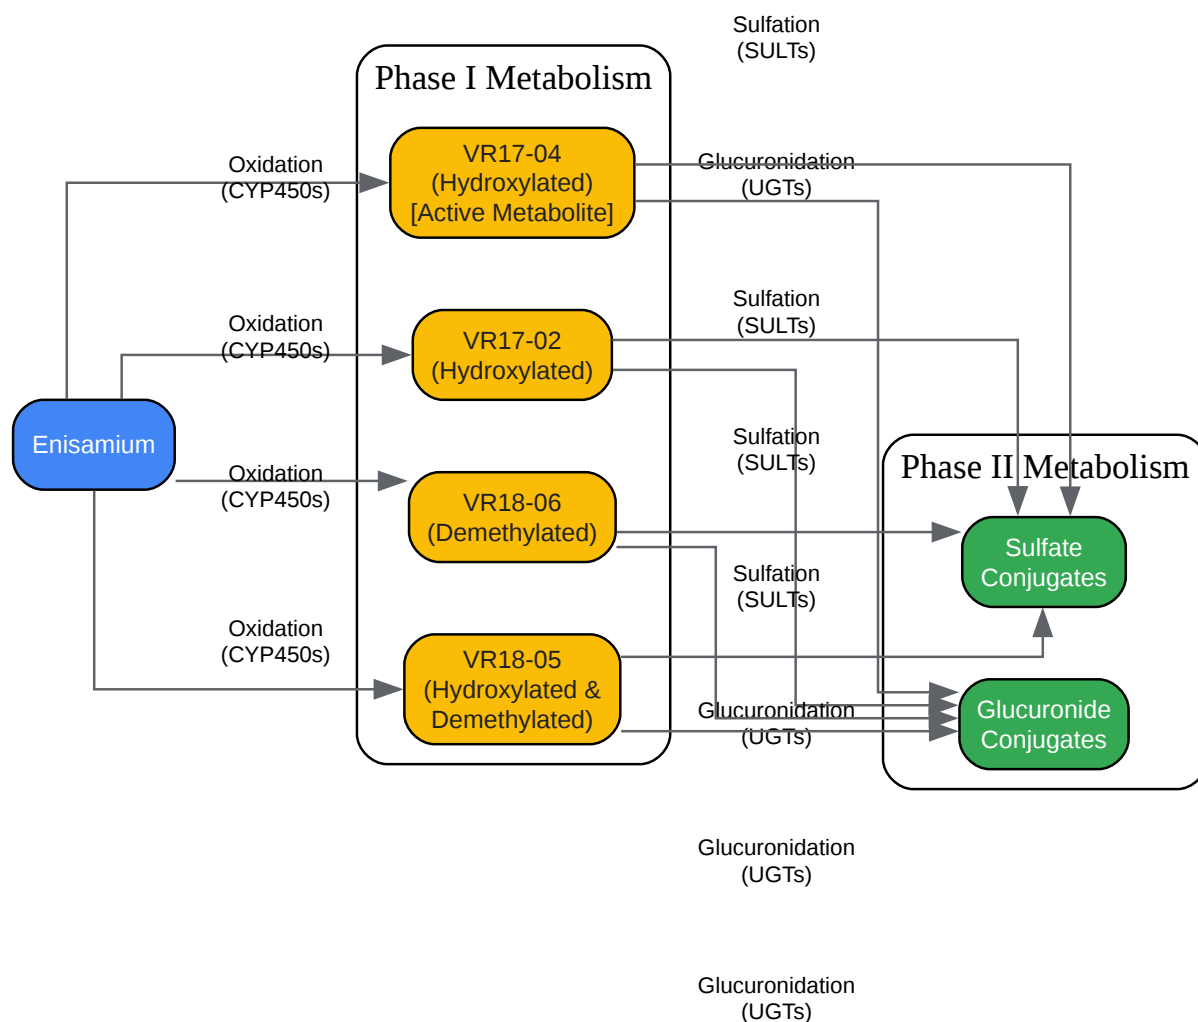 Sulfation
(SULTs)
Phase I Metabolism
Oxidation
(CYP450s)
VR17-04
(Hydroxylated)
[Active Metabolite]
Glucuronidation
(UGTs)
Oxidation
(CYP450s)
VR17-02
(Hydroxylated)
Sulfation
(SULTs)
Enisamium
Oxidation
(CYP450s)
VR18-06
(Demethylated)
Sulfation
(SULTs)
Phase II Metabolism
Sulfate
Conjugates
Sulfation
(SULTs)
Oxidation
(CYP450s)
VR18-05
(Hydroxylated &
Demethylated)
Glucuronidation
(UGTs)
Glucuronide
Conjugates
Glucuronidation
(UGTs)
Glucuronidation
(UGTs)